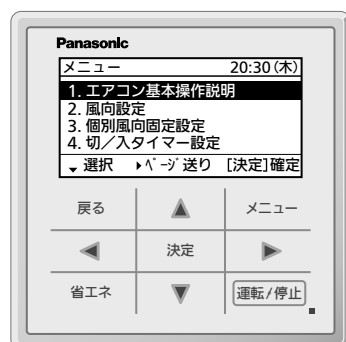 Panasonic
メニュー 20:30(木)
1. エアコン基本操作説明
2. 風向設定
3. 個別風向固定設定
4. 切／入タイマー設定
選択 ﾍﾟｰｼﾞ送り [決定]確定
戻る メニュー
決定
省エネ 運転/停止